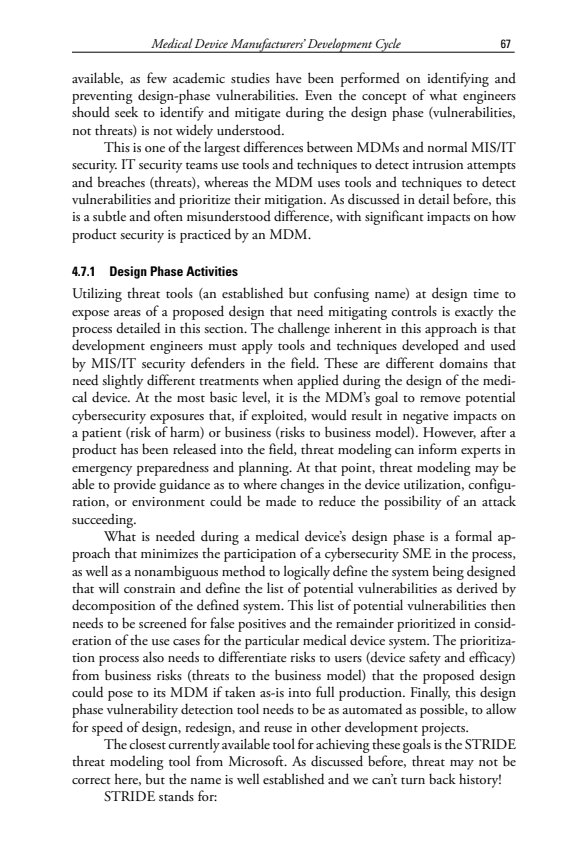 Medical Device Manufacturers’ Development Cycle 67
available, as few academic studies have been performed on identifying and
preventing design-phase vulnerabilities. Even the concept of what engineers
should seek to identify and mitigate during the design phase (vulnerabilities,
not threats) is not widely understood.
This is one of the largest differences between MDMs and normal MIS/IT
security. IT security teams use tools and techniques to detect intrusion attempts
and breaches (threats), whereas the MDM uses tools and techniques to detect
vulnerabilities and prioritize their mitigation. As discussed in detail before, this
is a subtle and often misunderstood difference, with significant impacts on how
product security is practiced by an MDM.
4.7.1 Design Phase Activities
Utilizing threat tools (an established but confusing name) at design time to
expose areas of a proposed design that need mitigating controls is exactly the
process detailed in this section. The challenge inherent in this approach is that
development engineers must apply tools and techniques developed and used
by MIS/IT security defenders in the field. These are different domains that
need slightly different treatments when applied during the design of the medi-
cal device. At the most basic level, it is the MDM’s goal to remove potential
cybersecurity exposures that, if exploited, would result in negative impacts on
a patient (risk of harm) or business (risks to business model). However, after a
product has been released into the field, threat modeling can inform experts in
emergency preparedness and planning. At that point, threat modeling may be
able to provide guidance as to where changes in the device utilization, configu-
ration, or environment could be made to reduce the possibility of an attack
succeeding.
What is needed during a medical device’s design phase is a formal ap-
proach that minimizes the participation of a cybersecurity SME in the process,
as well as a nonambiguous method to logically define the system being designed
that will constrain and define the list of potential vulnerabilities as derived by
decomposition of the defined system. This list of potential vulnerabilities then
needs to be screened for false positives and the remainder prioritized in consid-
eration of the use cases for the particular medical device system. The prioritiza-
tion process also needs to differentiate risks to users (device safety and efficacy)
from business risks (threats to the business model) that the proposed design
could pose to its MDM if taken as-is into full production. Finally, this design
phase vulnerability detection tool needs to be as automated as possible, to allow
for speed of design, redesign, and reuse in other development projects.
The closest currently available tool for achieving these goals is the STRIDE
threat modeling tool from Microsoft. As discussed before, threat may not be
correct here, but the name is well established and we can’t turn back history!
STRIDE stands for: